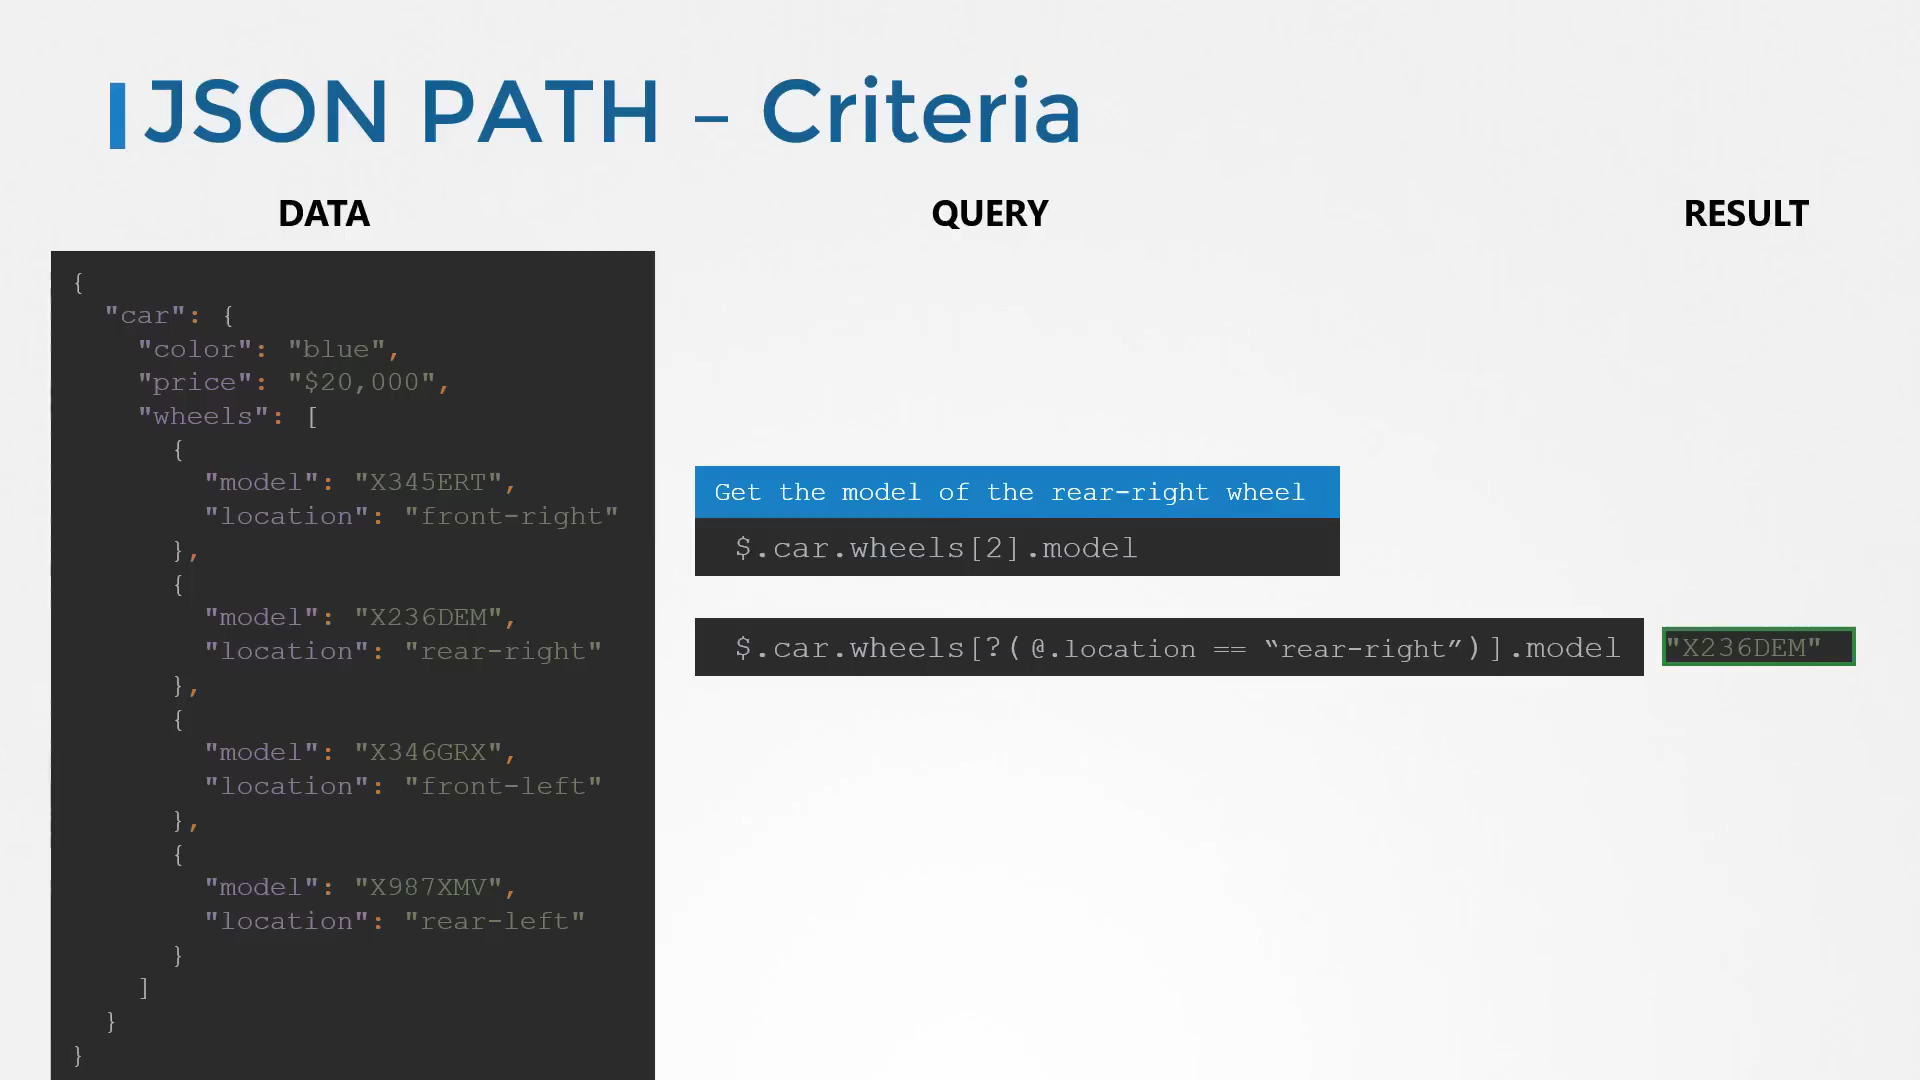 JSON PATH – Criteria
DATA
QUERY
RESULT
{
"car": {
"color": "blue",
"price": "$20,000",
"wheels": [
{
"model": "X345ERT",
"location": "front-right"
},
{
"model": "X236DEM",
"location": "rear-right"
},
{
"model": "X346GRX",
"location": "front-left"
},
{
"model": "X987XMV",
"location": "rear-left"
}
]
}
}
Get the model of the rear-right wheel
$.car.wheels[2].model
$.car.wheels[?(@.location == “rear-right”)].model
"X236DEM"